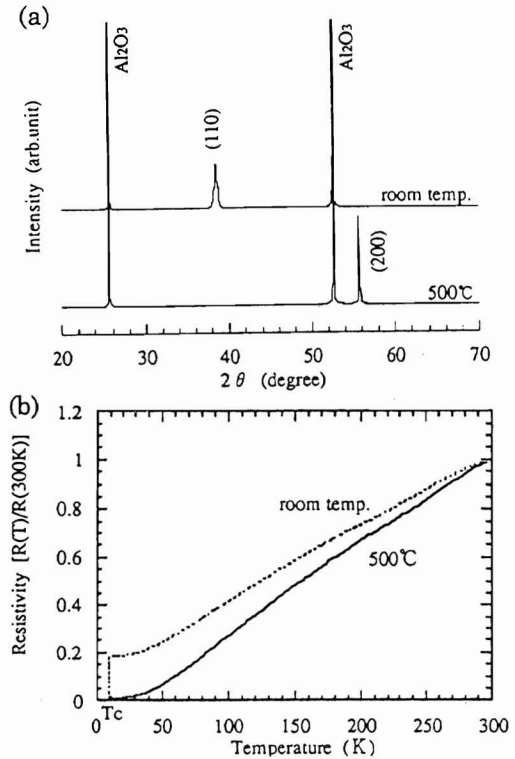 (a)
Al2O3
Al2O3
(110)
room temp.
(200)
500℃
Intensity (arb.unit)
20 30 40 50 60 70
2 θ (degree)
(b)
1.2
1
0.8
0.6
0.4
0.2
0
room temp.
500℃
Resistivity [R(T)/R(300K)]
0 Tc 50 100 150 200 250 300
Temperature (K)